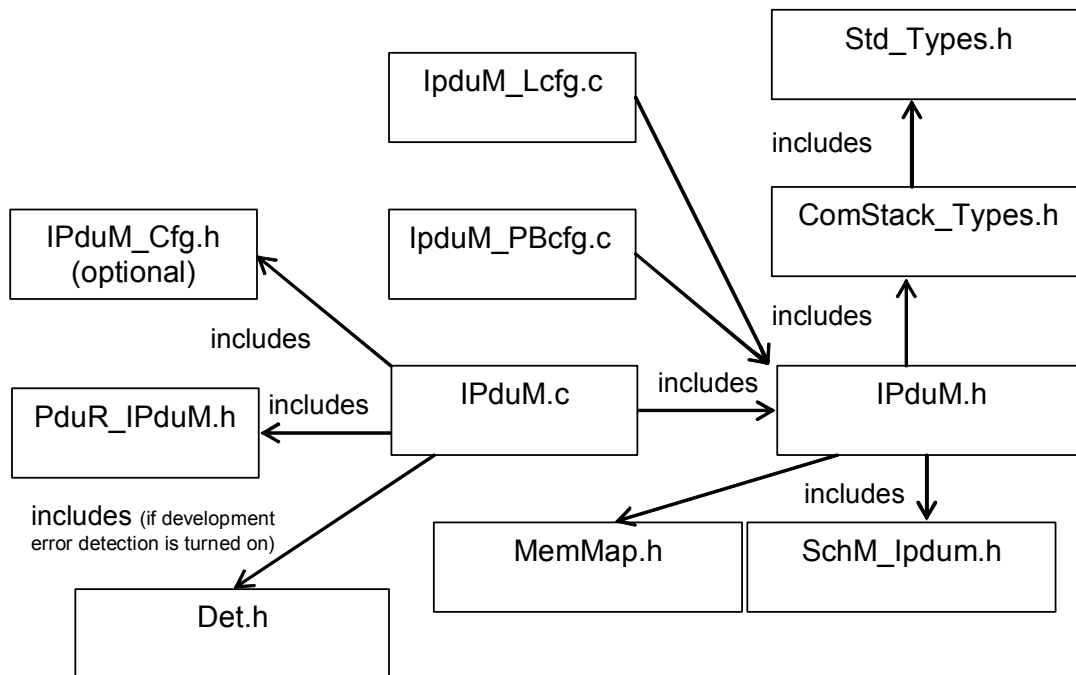 Std_Types.h
IpduM_Lcfg.c
includes
ComStack_Types.h
IPduM_Cfg.h
(optional)
IpduM_PBcfg.c
includes
includes
IPduM.c
includes
IPduM.h
PduR_IPduM.h
includes
includes (if development
error detection is turned on)
includes
MemMap.h
SchM_Ipdum.h
Det.h